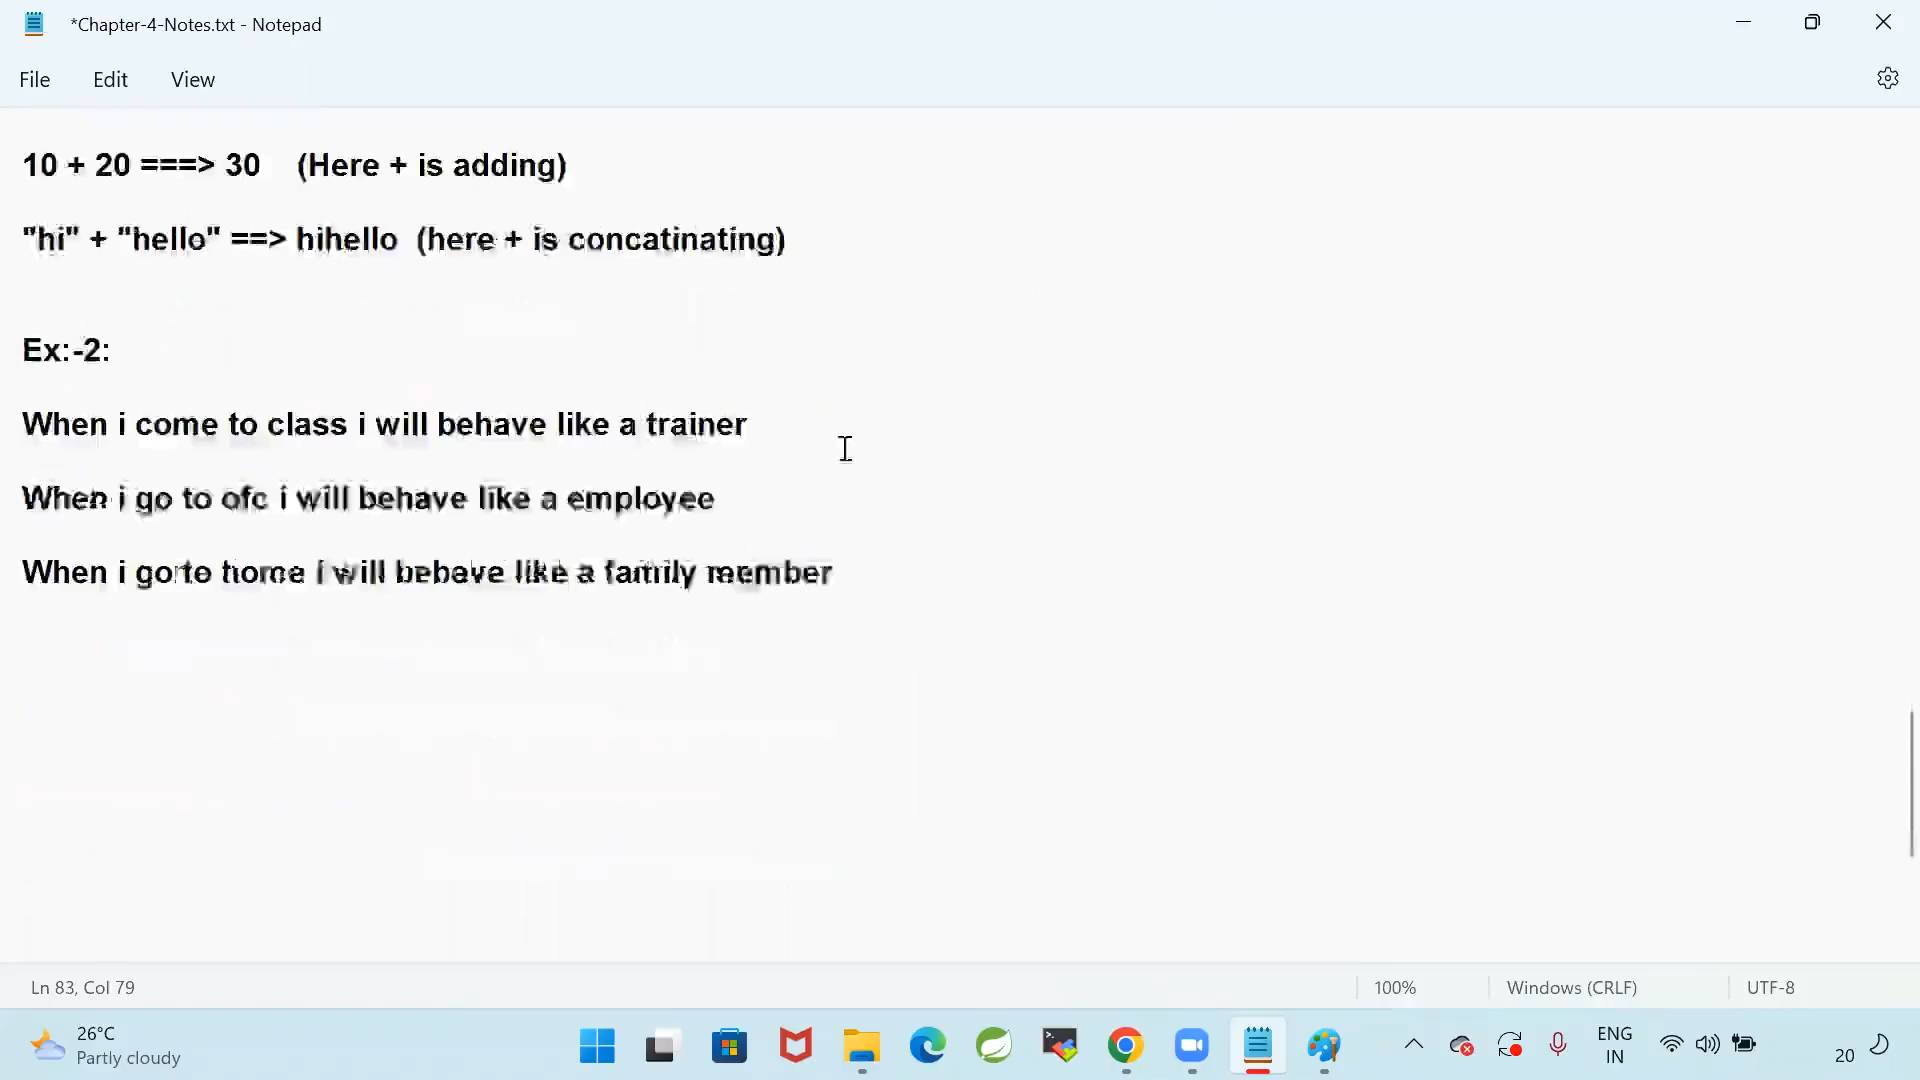 *Chapter-4-Notes.txt - Notepad
File Edit View
10 + 20 ===> 30 (Here + is adding)
"hi" + "hello" ==> hihello (here + is concatinating)
Ex:-2:
When i come to class i will behave like a trainer
When i go to ofc i will behave like a employee
When i go to home i will behave like a family member
Ln 83, Col 79
100%
Windows (CRLF)
UTF-8
26°C
Partly cloudy
ENG
IN
20